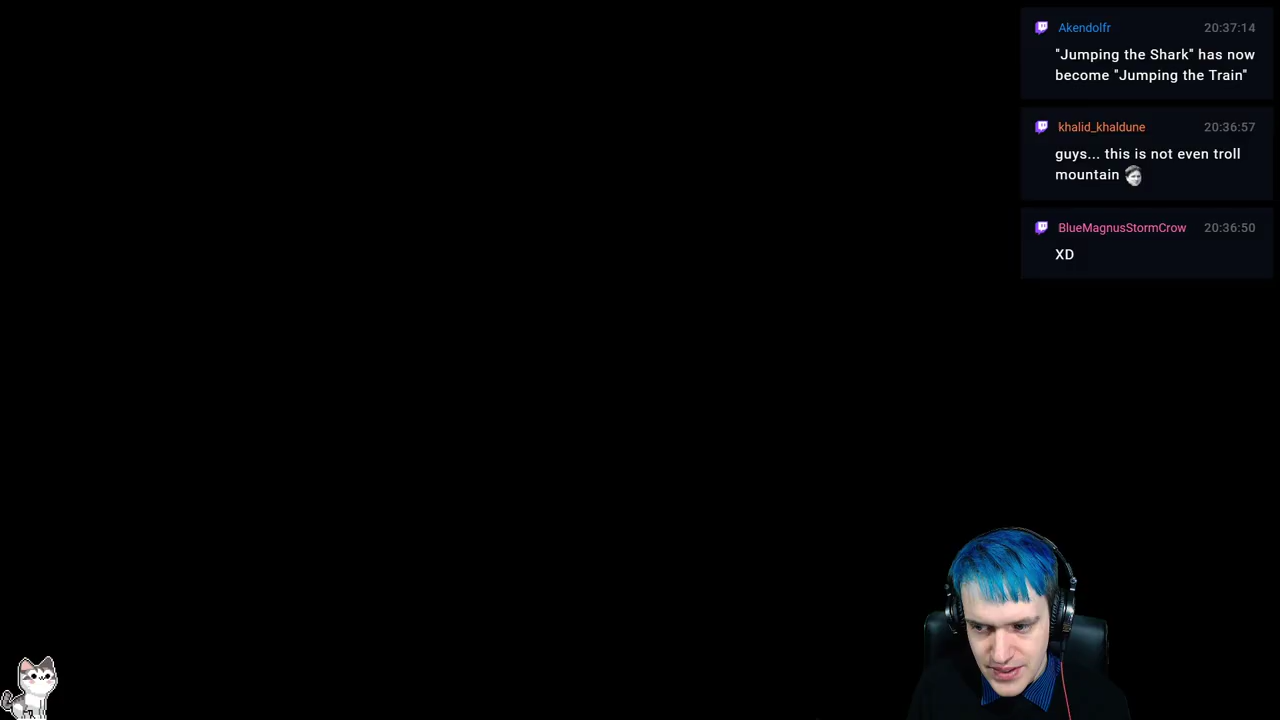 Akendolfr 20:37:14
"Jumping the Shark" has now
become "Jumping the Train"
khalid_khaldune 20:36:57
guys... this is not even troll
mountain
BlueMagnusStormCrow 20:36:50
XD